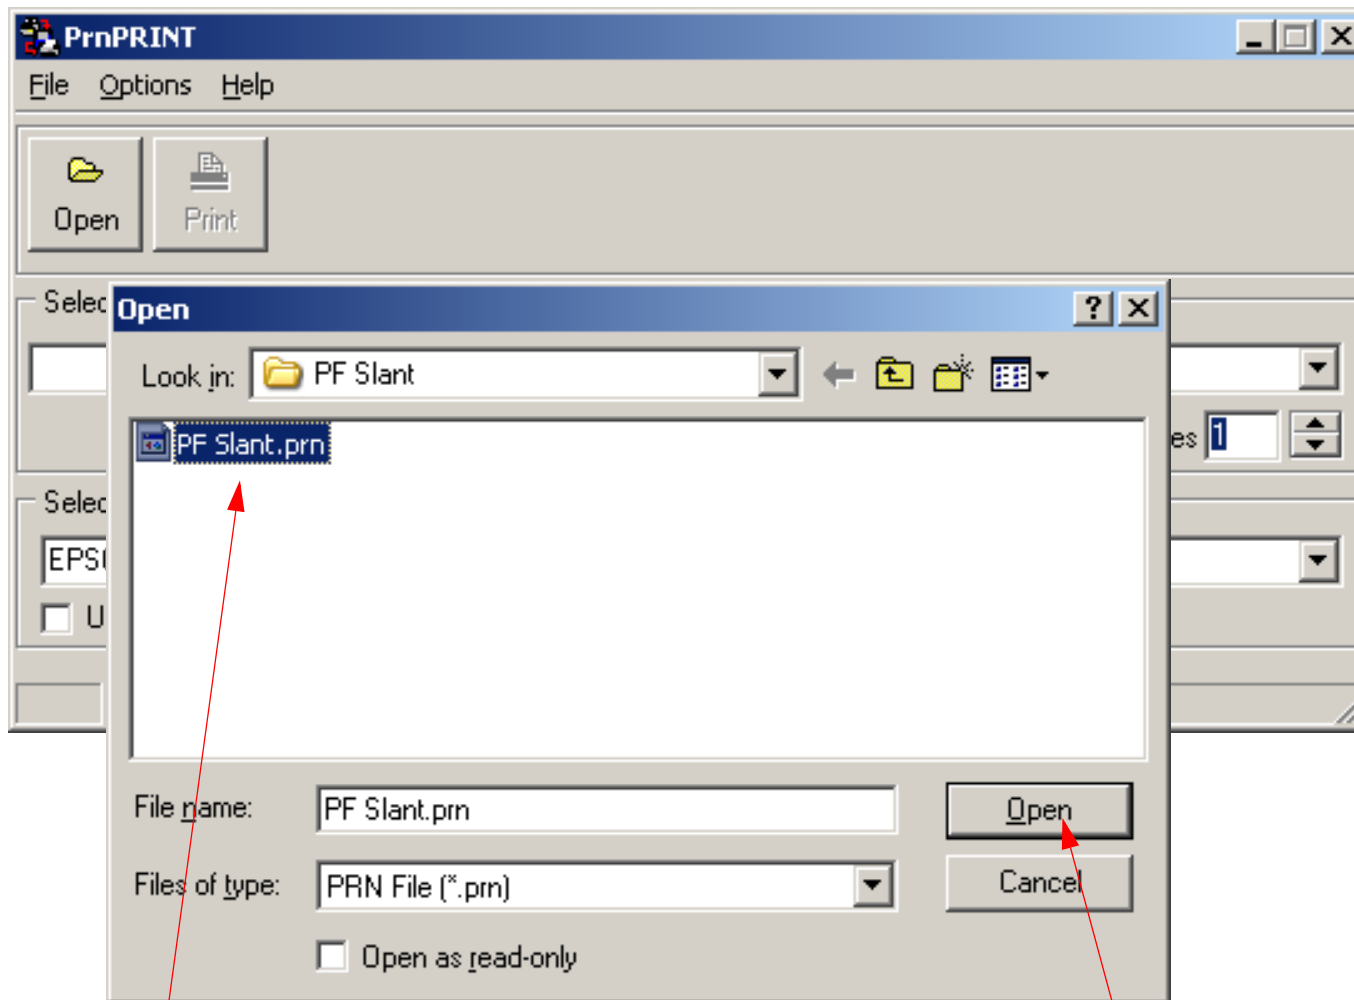 PrnPRINT
File Options Help
Open Print
Selec
Open
Look in: PF Slant
PF Slant.prn
es 1
Selec
EPS
U
File name: PF Slant.prn Open
Files of type: PRN File (*.prn) Cancel
Open as read-only